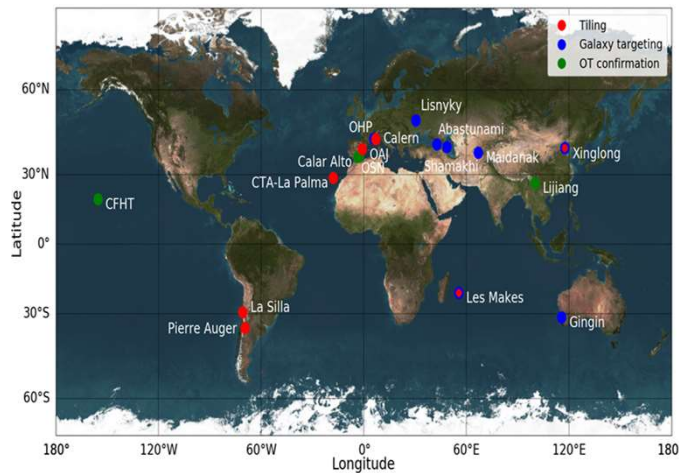 Tiling
Galaxy targeting
OT confirmation
60°N
Lisnyky
OHP
Calern
Abastunami
Xinglong
OAJ
Calar Alto
OSN
Shamakhi
Maidanak
30°N
CTA-La Palma
Lijiang
CFHT
Latitude
0°
Les Makes
La Silla
30°S
Gingin
Pierre Auger
60°S
180°
120°W
60°W
0°
60°E
120°E
180
Longitude